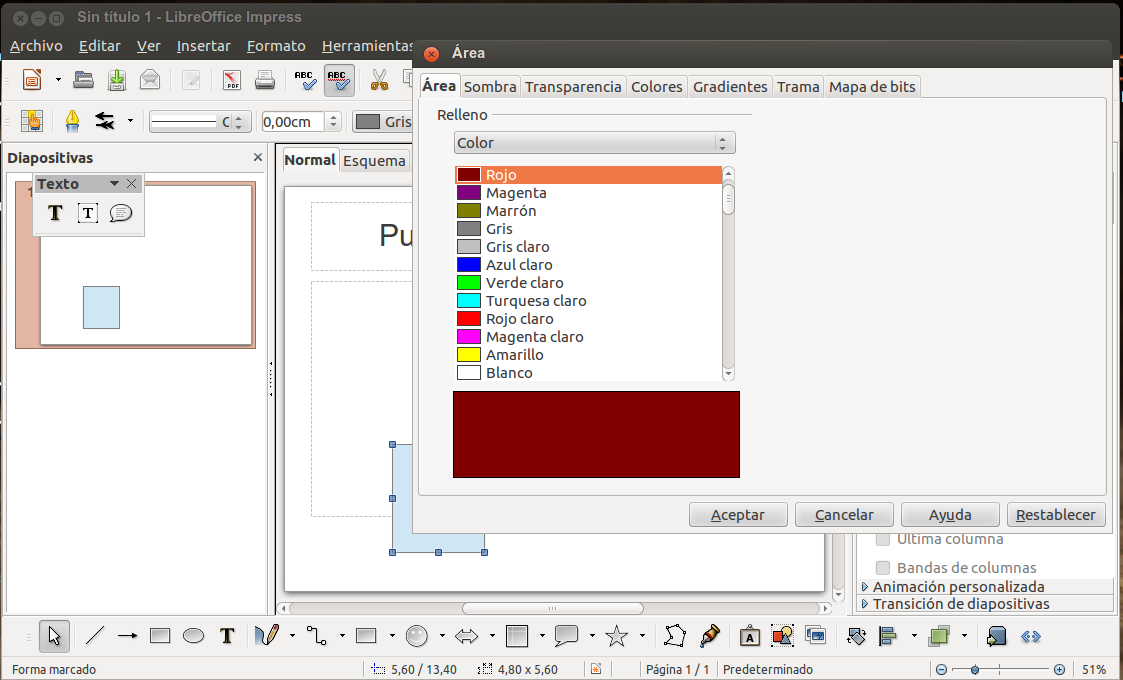 Sin título 1 - LibreOffice Impress
Archivo Editar Ver Insertar Formato Herramientas
Área
PDF
ABC
ABC
C
0,00cm
Gris
Diapositivas
Normal Esquema
Texto
T T
Pu
Área Sombra Transparencia Colores Gradientes Trama Mapa de bits
Relleno
Color
Rojo
Magenta
Marrón
Gris
Gris claro
Azul claro
Verde claro
Turquesa claro
Rojo claro
Magenta claro
Amarillo
Blanco
Aceptar Cancelar Ayuda Restablecer
Última columna
Bandas de columnas
Animación personalizada
Transición de diapositivas
T
A
Forma marcado
5,60 / 13,40
4,80 x 5,60
Página 1 / 1
Predeterminado
51%